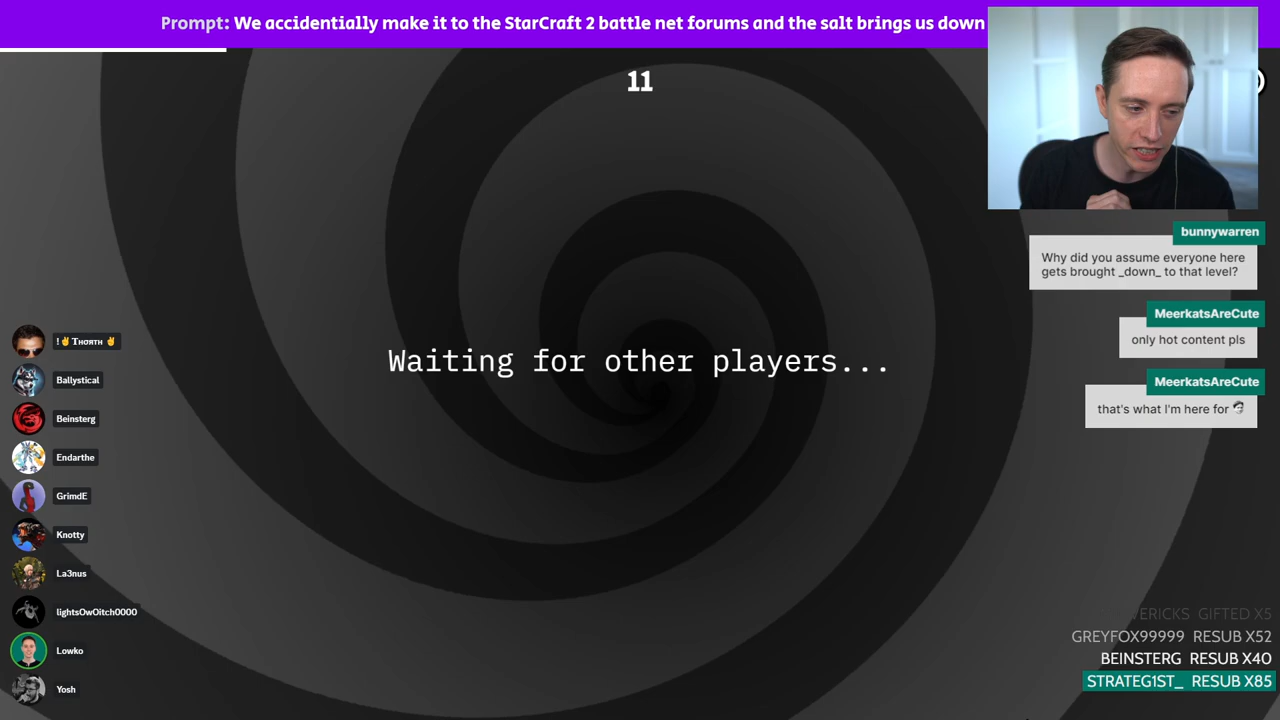 Prompt: We accidentially make it to the StarCraft 2 battle net forums and the salt brings us down
11
bunnywarren
Why did you assume everyone here
gets brought _down_ to that level?
MeerkatsAreCute
only hot content pls
MeerkatsAreCute
that's what I'm here for
Waiting for other players...
!✌Tʜσятʜ ✌
Ballystical
Beinsterg
Endarthe
GrimdE
Knotty
La3nus
lightsOwOitch0000
Lowko
Yosh
GIFTED X5
GREYFOX99999 RESUB X52
BEINSTERG RESUB X40
STRATEG1ST_ RESUB X85